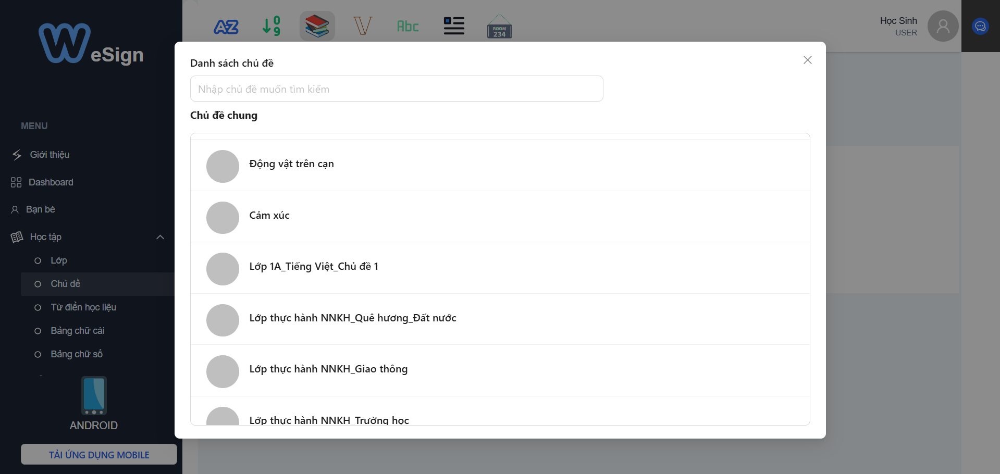 WeSign
MENU
Giới thiệu
Dashboard
Bạn bè
Học tập
Lớp
Chủ đề
Từ điển học liệu
Bảng chữ cái
Bảng chữ số
ANDROID
TẢI ỨNG DỤNG MOBILE
AZ
09
V
Abc
ROOM
234
Học Sinh
USER
Danh sách chủ đề
Nhập chủ đề muốn tìm kiếm
Chủ đề chung
Động vật trên cạn
Cảm xúc
Lớp 1A_Tiếng Việt_Chủ đề 1
Lớp thực hành NNKH_Quê hương_Đất nước
Lớp thực hành NNKH_Giao thông
Lớp thực hành NNKH_Trường học